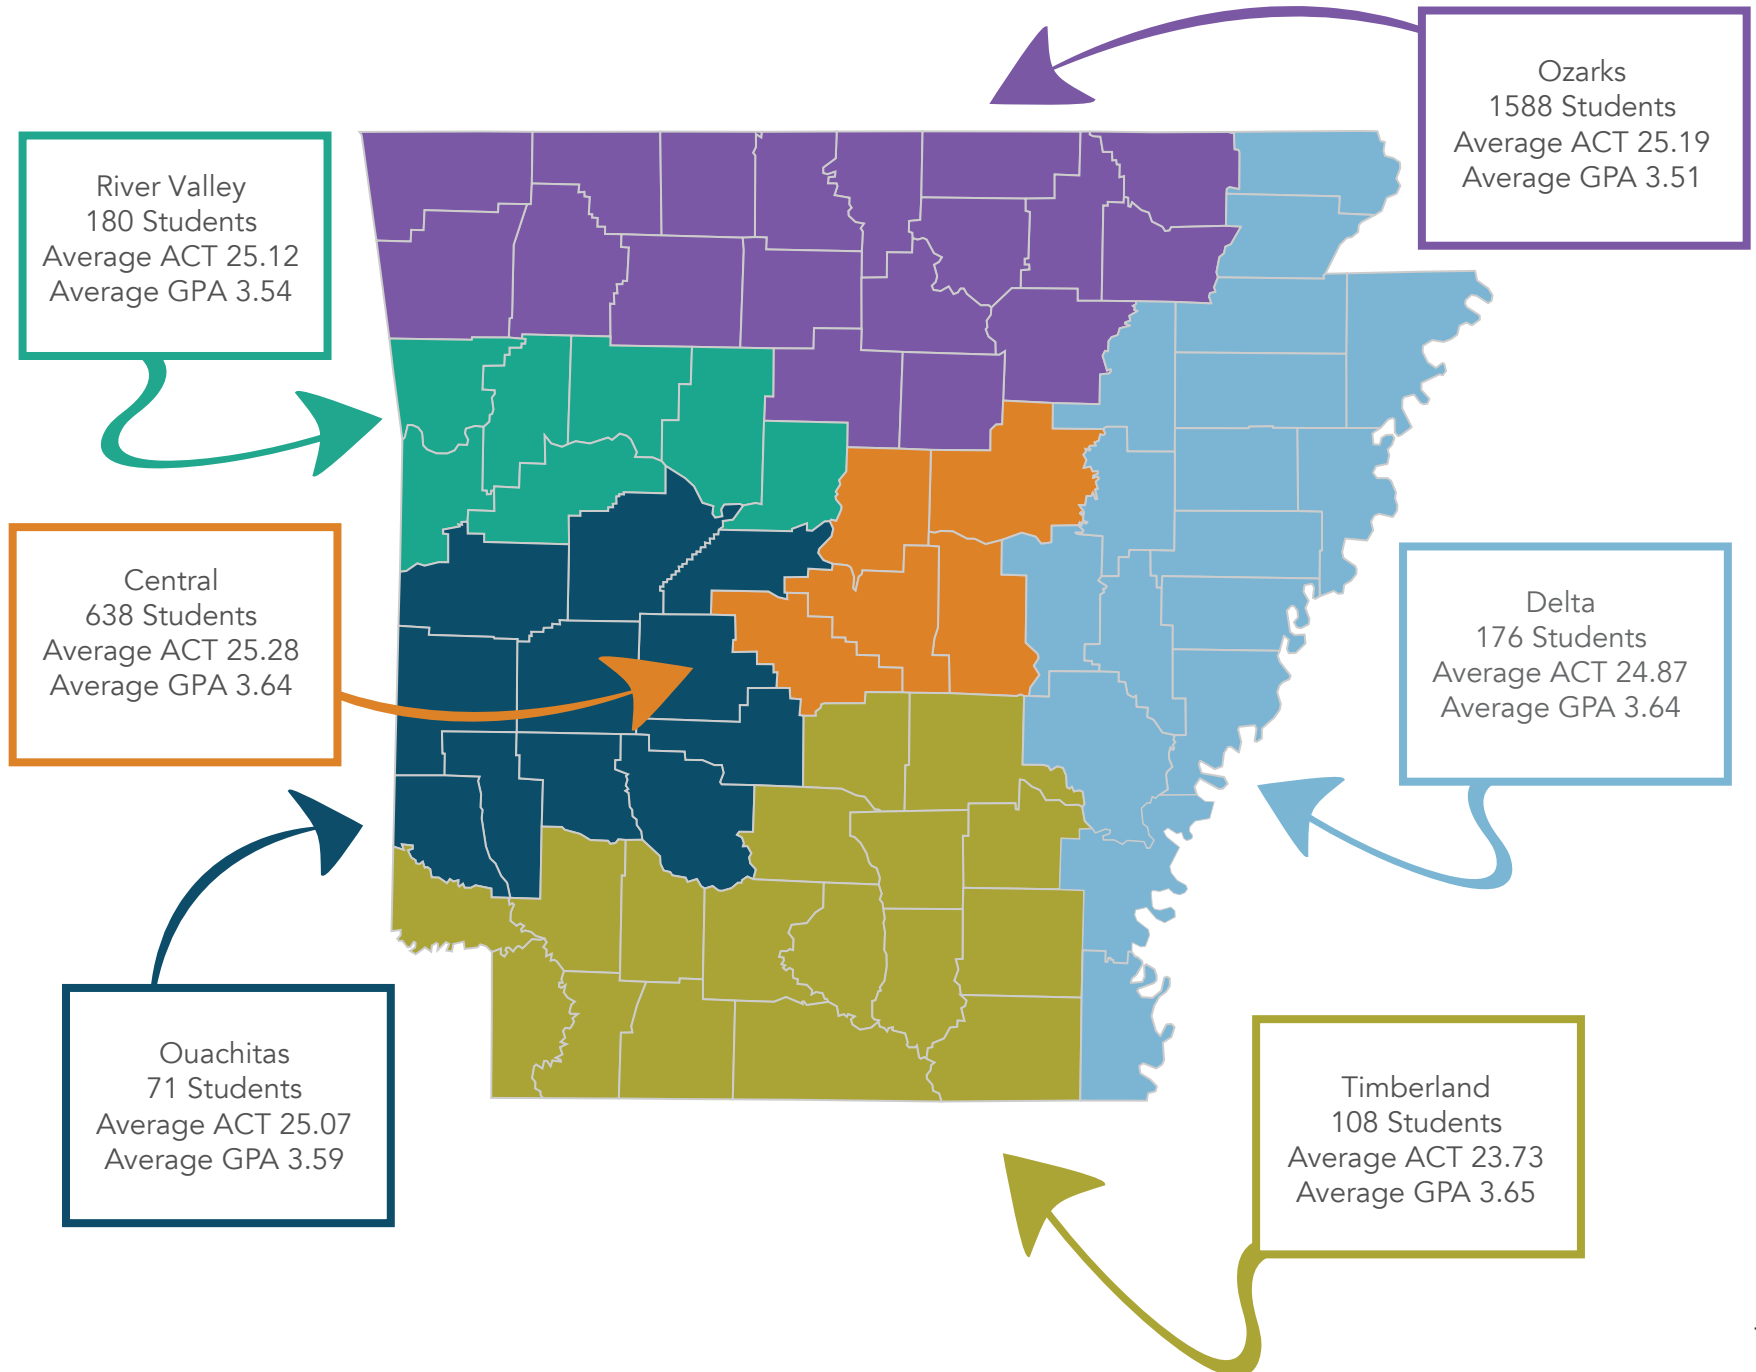 Ozarks
1588 Students
Average ACT 25.19
Average GPA 3.51
River Valley
180 Students
Average ACT 25.12
Average GPA 3.54
Central
638 Students
Average ACT 25.28
Average GPA 3.64
Delta
176 Students
Average ACT 24.87
Average GPA 3.64
Ouachitas
71 Students
Average ACT 25.07
Average GPA 3.59
Timberland
108 Students
Average ACT 23.73
Average GPA 3.65